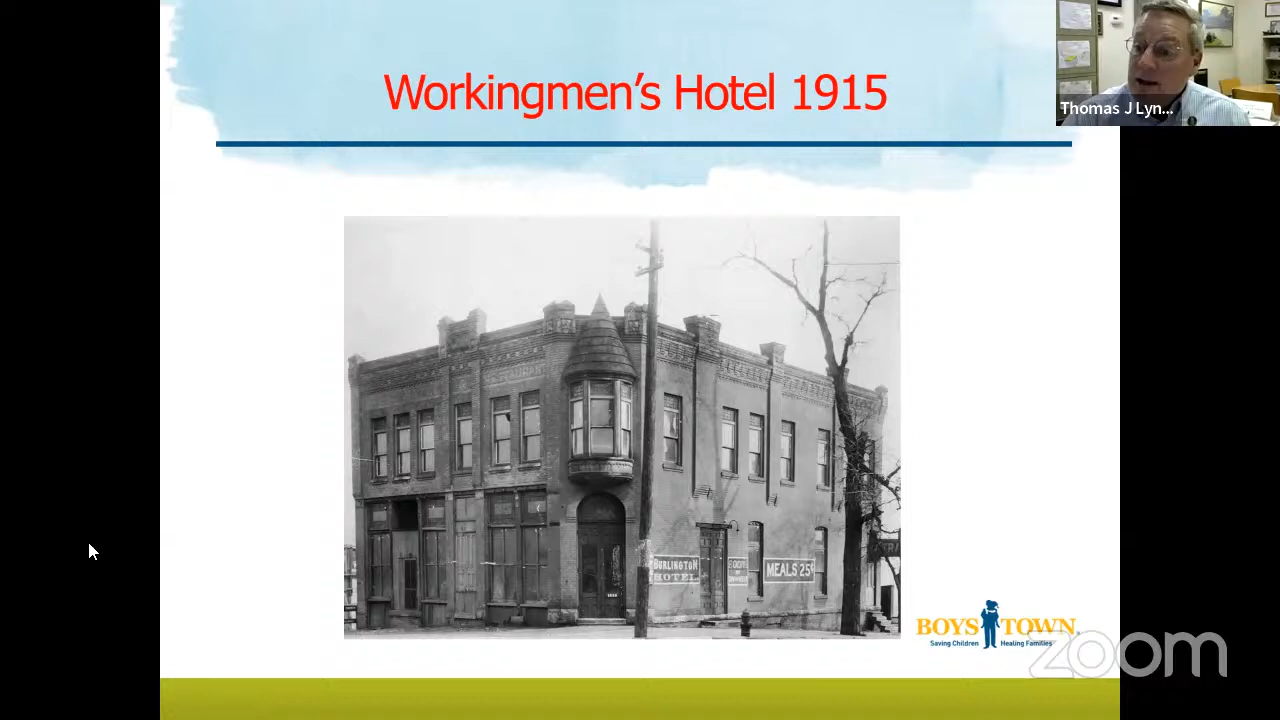 Workingmen’s Hotel 1915
Thomas J Lyn...
BURLINGTON
HOTEL
MEALS 25¢
BOYS TOWN
Saving Children Healing Families
zoom